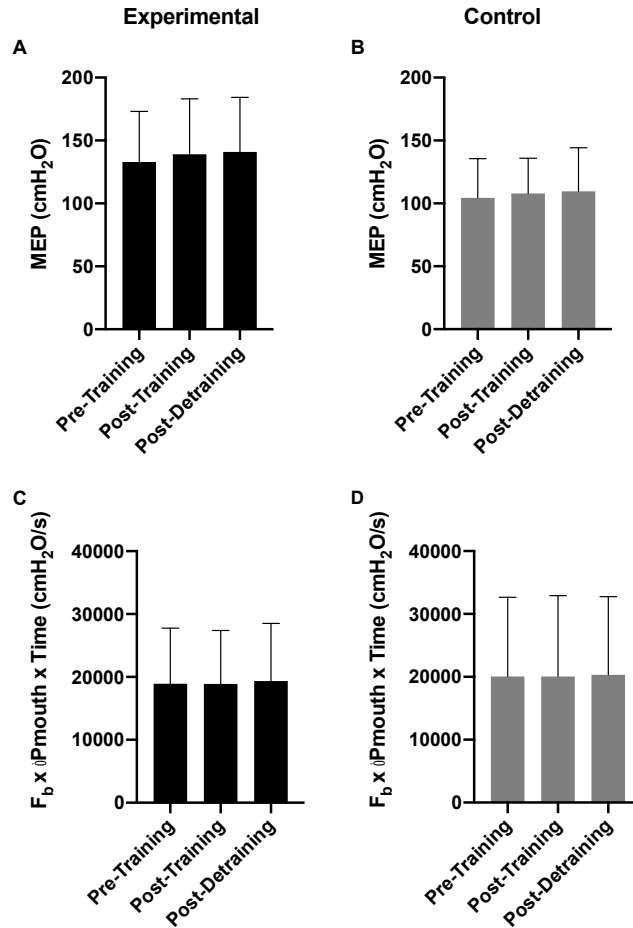 Experimental
Control
A
B
MEP (cmH2O)
200
150
100
50
0
Pre-Training
Post-Training
Post-Detraining
MEP (cmH2O)
200
150
100
50
0
Pre-Training
Post-Training
Post-Detraining
C
D
Fb x òPmouth x Time (cmH2O/s)
40000
30000
20000
10000
0
Pre-Training
Post-Training
Post-Detraining
Fb x òPmouth x Time (cmH2O/s)
40000
30000
20000
10000
0
Pre-Training
Post-Training
Post-Detraining